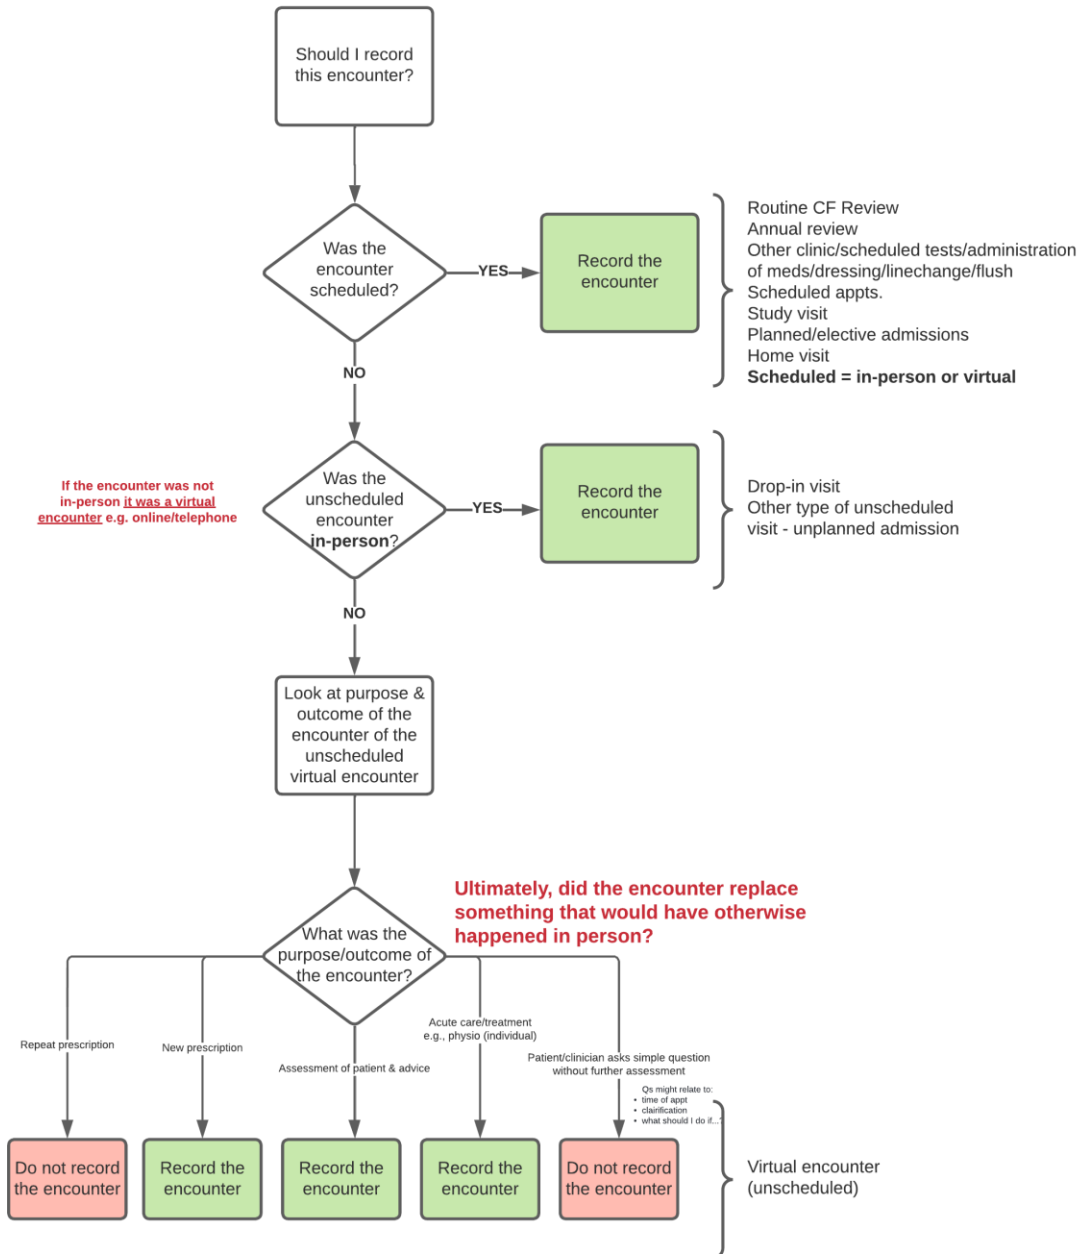 Should I record
this encounter?
Was the
encounter
scheduled?
YES
Record the
encounter
Routine CF Review
Annual review
Other clinic/scheduled tests/administration
of meds/dressing/linechange/flush
Scheduled appts.
Study visit
Planned/elective admissions
Home visit
Scheduled = in-person or virtual
NO
If the encounter was not
in-person it was a virtual
encounter e.g. online/telephone
Was the
unscheduled
encounter
in-person?
YES
Record the
encounter
Drop-in visit
Other type of unscheduled
visit - unplanned admission
NO
Look at purpose &
outcome of the
encounter of the
unscheduled
virtual encounter
Ultimately, did the encounter replace
something that would have otherwise
happened in person?
What was the
purpose/outcome of
the encounter?
Repeat prescription
New prescription
Assessment of patient & advice
Acute care/treatment
e.g., physio (individual)
Patient/clinician asks simple question
without further assessment
Qs might relate to:
• time of appt
• clairification
• what should I do if...?
Do not record
the encounter
Record the
encounter
Record the
encounter
Record the
encounter
Do not record
the encounter
Virtual encounter
(unscheduled)